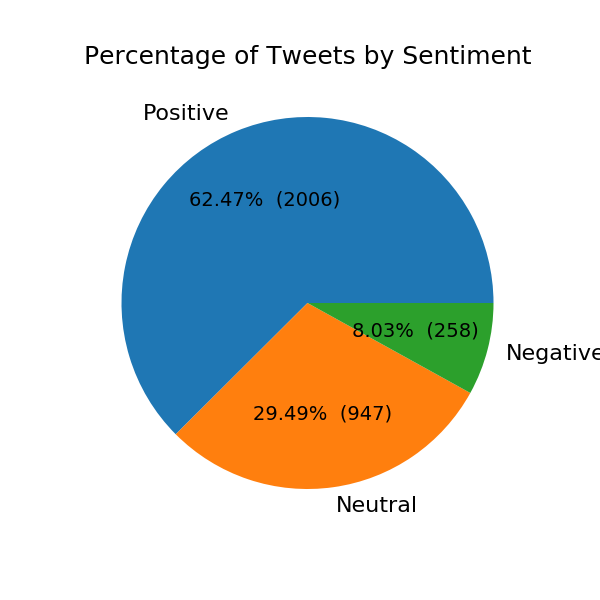 Percentage of Tweets by Sentiment
Positive
62.47% (2006)
8.03% (258)
Negative
29.49% (947)
Neutral